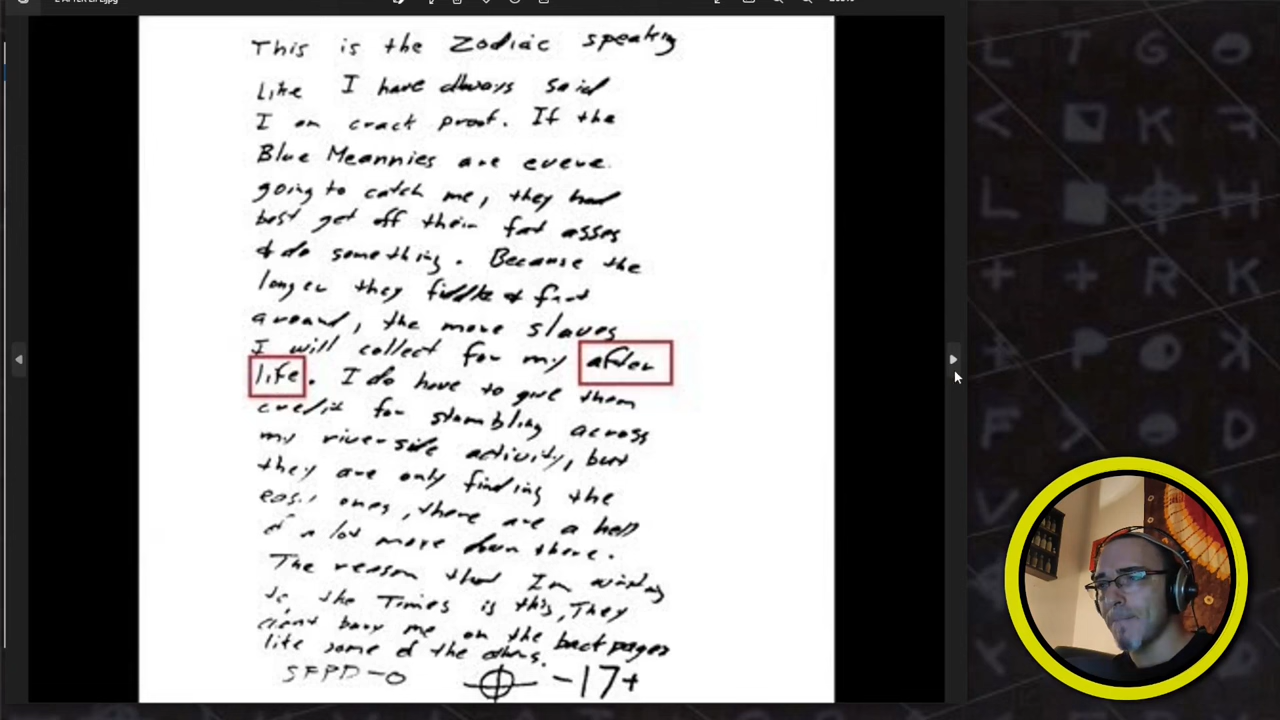 This is the Zodiac speaking
Like I have always said
I am crack proof. If the
Blue Meannies are evere
going to catch me, they had
best get off their fat asses
& do something. Because the
longer they fiddle & fart
around, the more slaves
I will collect for my after
life. I do have to give them
credit for stumbling across
my riverside activity, but
they are only finding the
easy ones, there are a hell
of a lot more down there.
The reason that Im writing
to the Times is this, They
dont bury me on the back pages
like some of the others.
SFPD-0 -17+
L T G
< K
L H
+ + R K
+ P
F D
V